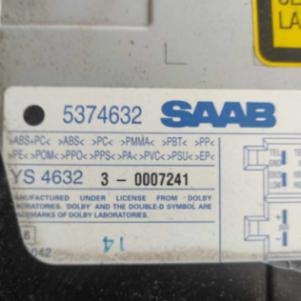 5374632 SAAB
>ABS+PC< >ABS< >PC< >PMMA< >PBT< >PP<
>PE< >POM< >PPO< >PPS< >PA< >PVC< >PSU< >EP<
YS 4632 3 - 0007241
MANUFACTURED UNDER LICENSE FROM DOLBY
LABORATORIES. 'DOLBY' AND THE DOUBLE-D SYMBOL ARE
TRADEMARKS OF DOLBY LABORATORIES.
14